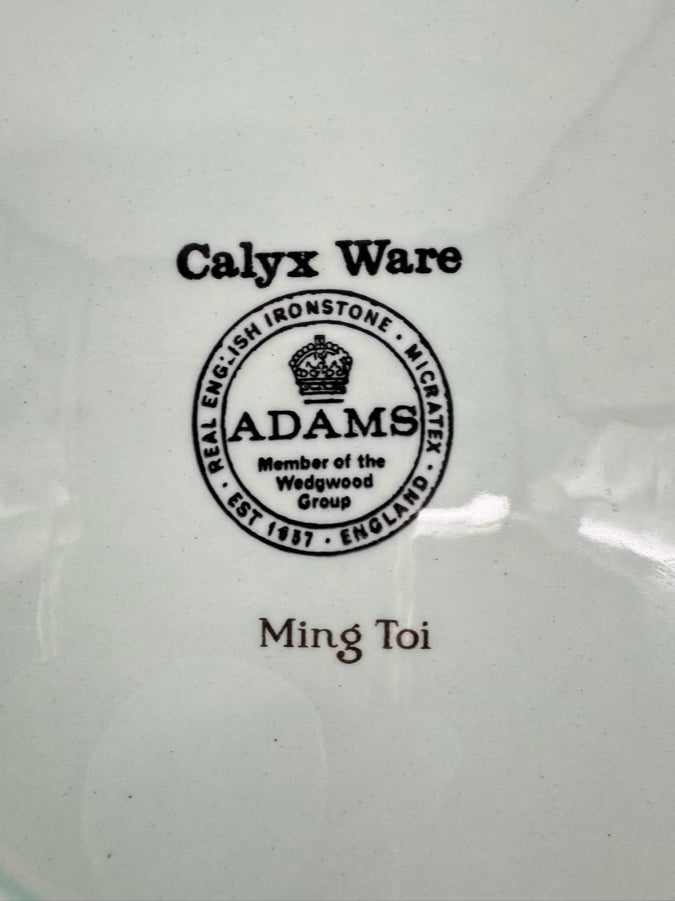 Calyx Ware
REAL ENGLISH IRONSTONE · MICRATEX ·
ADAMS
Member of the
Wedgwood
Group
· EST 1657 · ENGLAND
Ming Toi